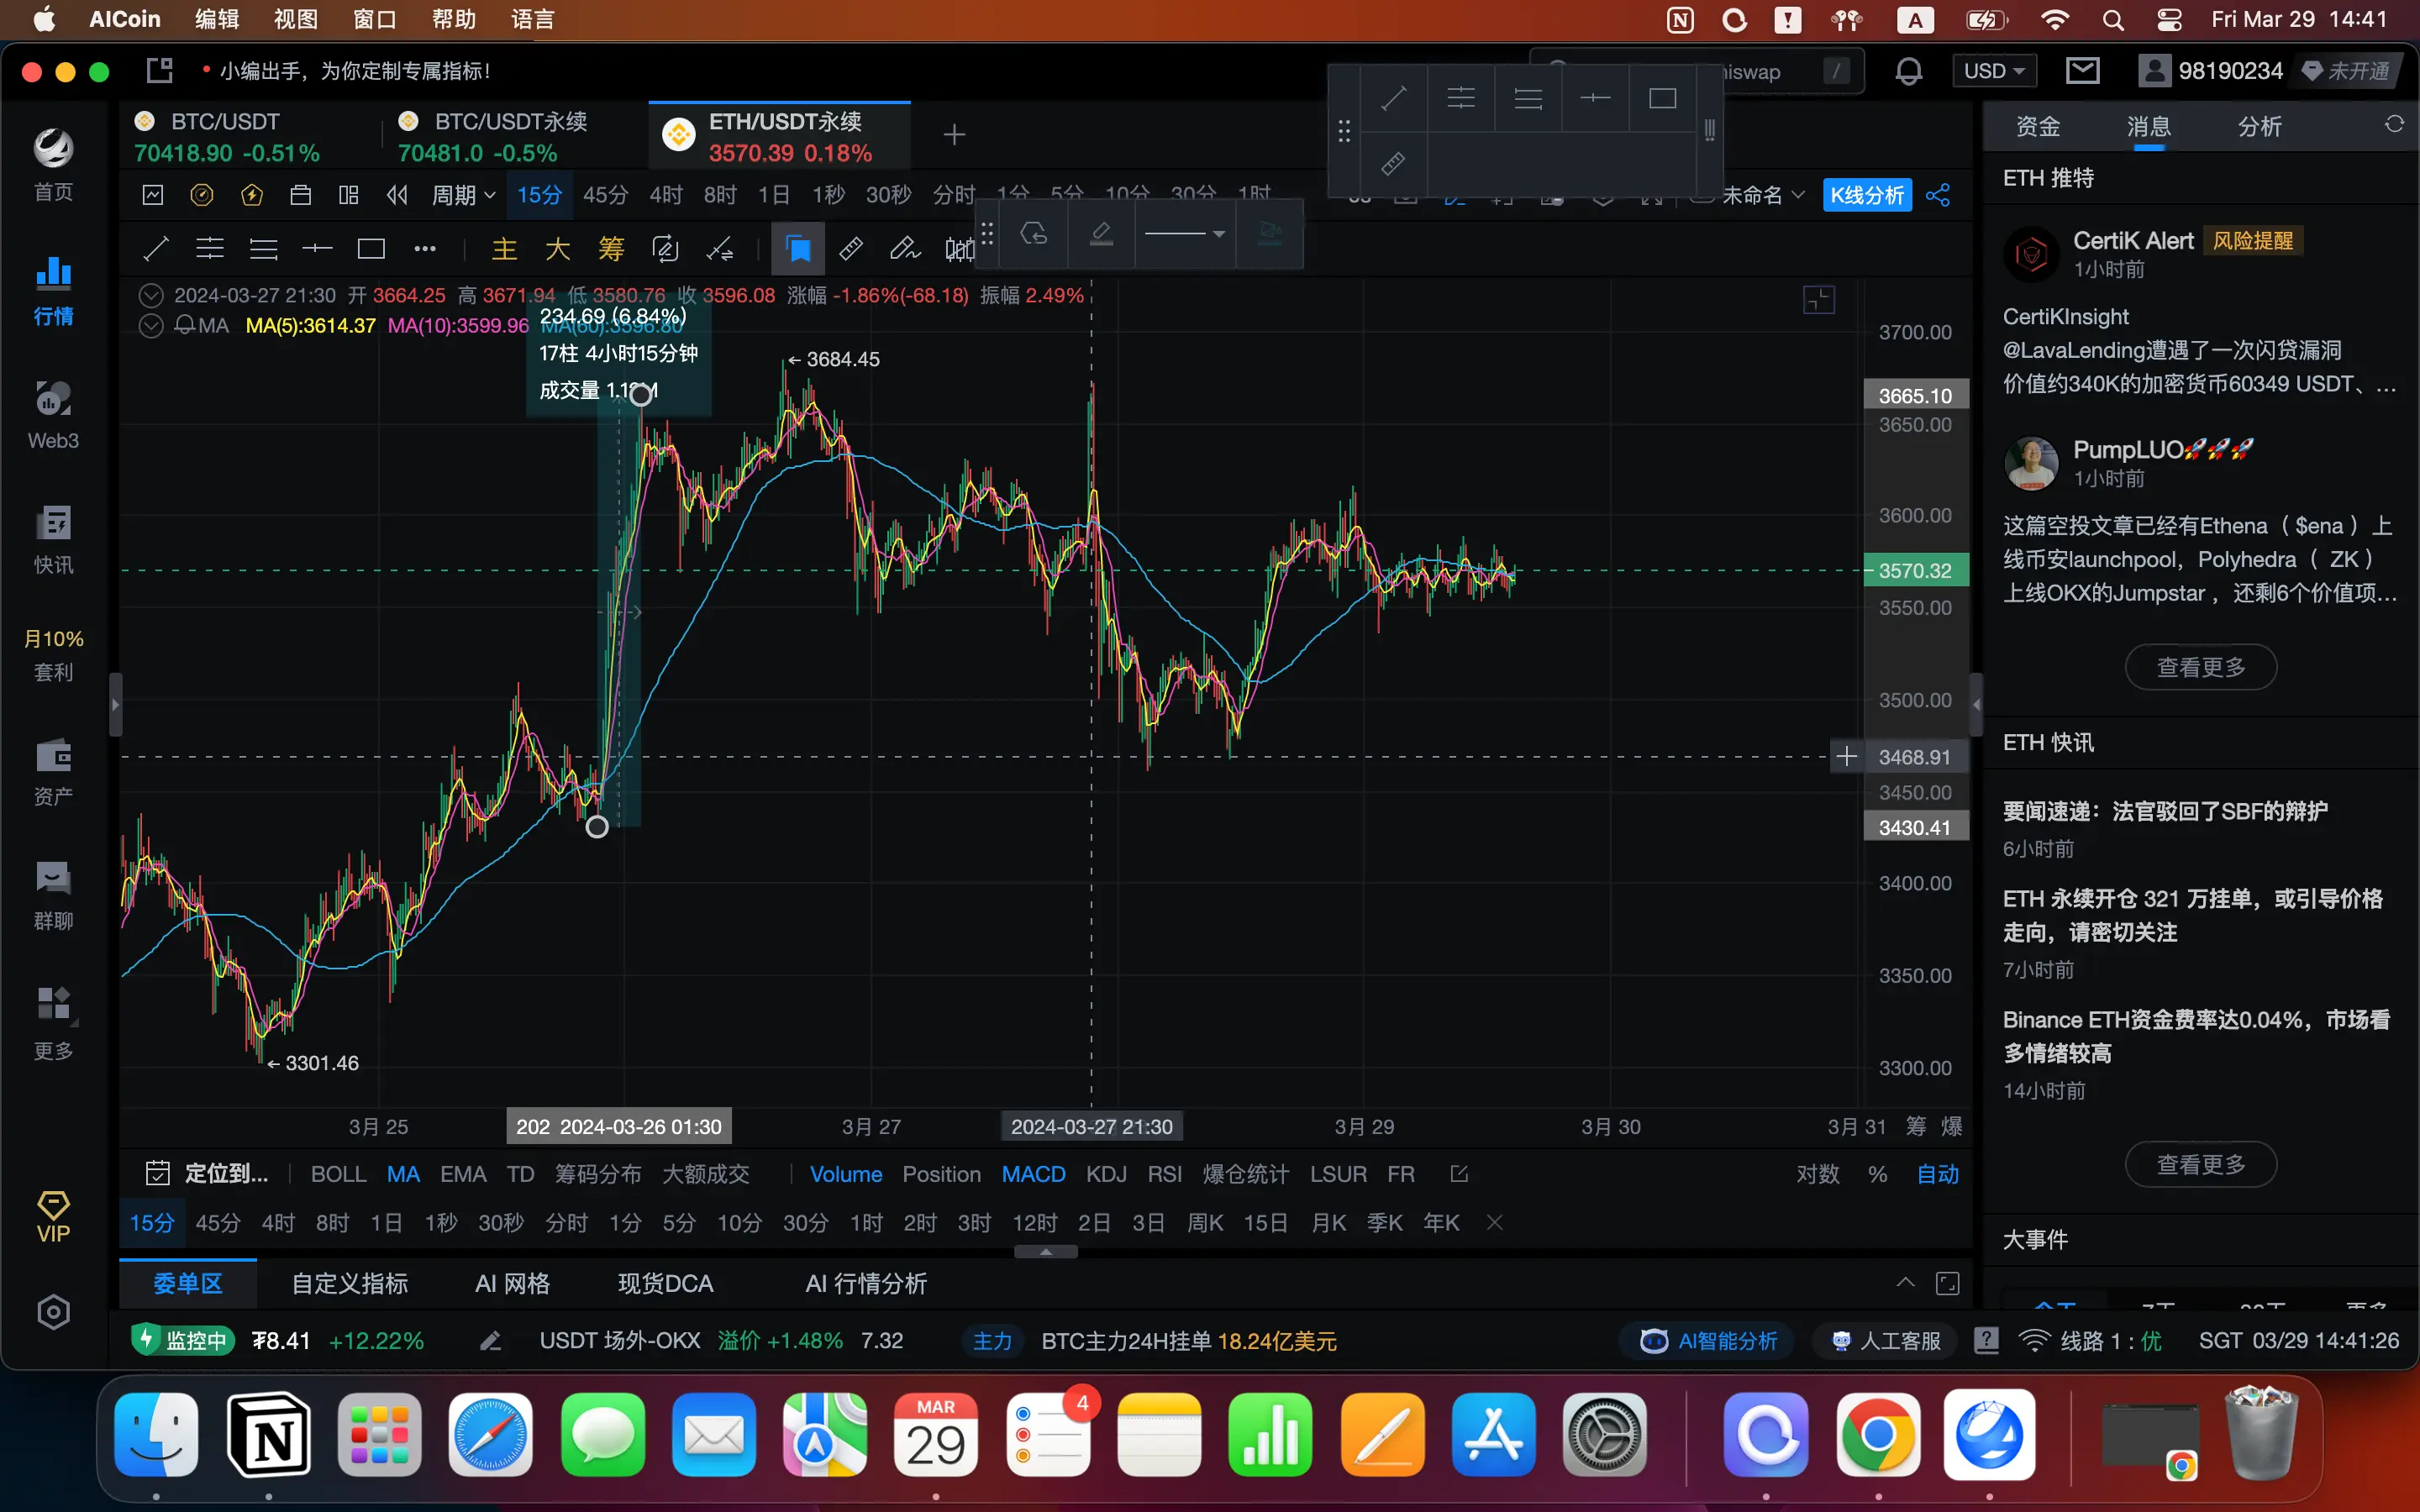 AICoin 编辑 视图 窗口 帮助 语言
A Fri Mar 29 14:41
• 小编出手，为你定制专属指标！
niswap / USD 98190234 未开通
BTC/USDT
70418.90 -0.51%
BTC/USDT永续
70481.0 -0.5%
ETH/USDT永续
3570.39 0.18%
周期 15分 45分 4时 8时 1日 1秒 30秒 分时 1分 5分 10分 30分 1时
未命名 K线分析
主 大 筹
2024-03-27 21:30 开 3664.25 高 3671.94 低 3580.76 收 3596.08 涨幅 -1.86%(-68.18) 振幅 2.49%
MA MA(5):3614.37 MA(10):3599.96 MA(60):3596.80
234.69 (6.84%)
17柱 4小时15分钟
成交量
← 3684.45
← 3301.46
3700.00
3665.10
3650.00
3600.00
3570.32
3550.00
3500.00
3468.91
3450.00
3430.41
3400.00
3350.00
3300.00
3月 25
202 2024-03-26 01:30
3月 27
2024-03-27 21:30
3月 29
3月 30
3月 31
筹 爆
定位到... BOLL MA EMA TD 筹码分布 大额成交 Volume Position MACD KDJ RSI 爆仓统计 LSUR FR
对数 % 自动
15分 45分 4时 8时 1日 1秒 30秒 分时 1分 5分 10分 30分 1时 2时 3时 12时 2日 3日 周K 15日 月K 季K 年K
委单区 自定义指标 AI 网格 现货DCA AI 行情分析
监控中 ₮8.41 +12.22% USDT 场外-OKX 溢价 +1.48% 7.32 主力 BTC主力24H挂单 18.24亿美元
AI智能分析 人工客服 线路 1 : 优 SGT 03/29 14:41:26
首页
行情
Web3
快讯
月10%
套利
资产
群聊
更多
VIP
资金 消息 分析
ETH 推特
CertiK Alert 风险提醒
1小时前
CertiKInsight
@LavaLending遭遇了一次闪贷漏洞
价值约340K的加密货币60349 USDT、...
PumpLUO🚀🚀🚀
1小时前
这篇空投文章已经有Ethena（ $ena ）上
线币安launchpool，Polyhedra（ ZK ）
上线OKX的Jumpstar ，还剩6个价值项...
查看更多
ETH 快讯
要闻速递：法官驳回了SBF的辩护
6小时前
ETH 永续开仓 321 万挂单，或引导价格
走向，请密切关注
7小时前
Binance ETH资金费率达0.04%，市场看
多情绪较高
14小时前
查看更多
大事件
MAR
29
4